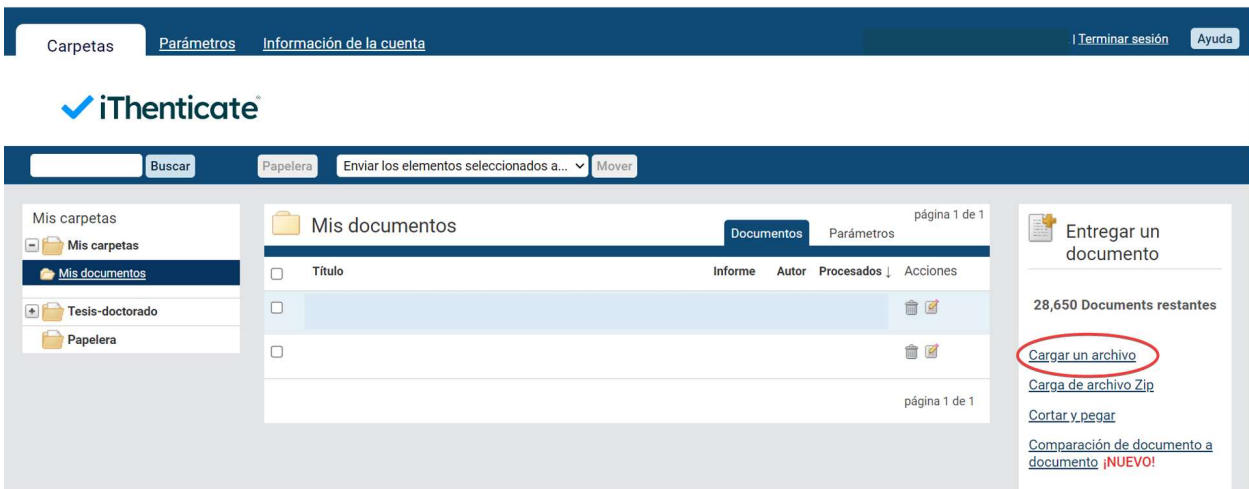 Carpetas Parámetros Información de la cuenta | Terminar sesión Ayuda
iThenticate®
Buscar Papelera Enviar los elementos seleccionados a... Mover
Mis carpetas
Mis carpetas
Mis documentos
Tesis-doctorado
Papelera
Mis documentos
Documentos Parámetros
página 1 de 1
Título Informe Autor Procesados ↓ Acciones
página 1 de 1
Entregar un
documento
28,650 Documents restantes
Cargar un archivo
Carga de archivo Zip
Cortar y pegar
Comparación de documento a
documento ¡NUEVO!